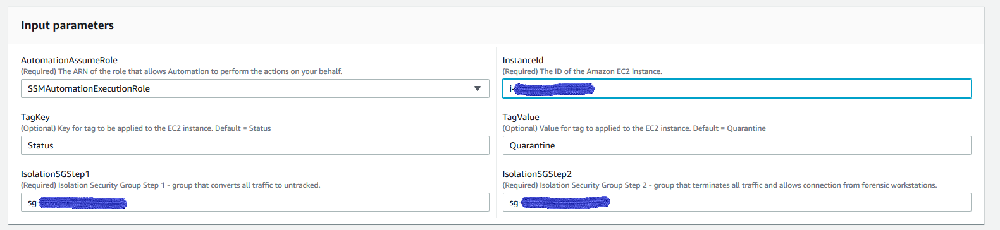 Input parameters
AutomationAssumeRole
(Required) The ARN of the role that allows Automation to perform the actions on your behalf.
SSMAutomationExecutionRole
InstanceId
(Required) The ID of the Amazon EC2 instance.
i-
TagKey
(Optional) Key for tag to be applied to the EC2 instance. Default = Status
Status
TagValue
(Optional) Value for tag to applied to the EC2 instance. Default = Quarantine
Quarantine
IsolationSGStep1
(Required) Isolation Security Group Step 1 - group that converts all traffic to untracked.
sg-
IsolationSGStep2
(Required) Isolation Security Group Step 2 - group that terminates all traffic and allows connection from forensic workstations.
sg-